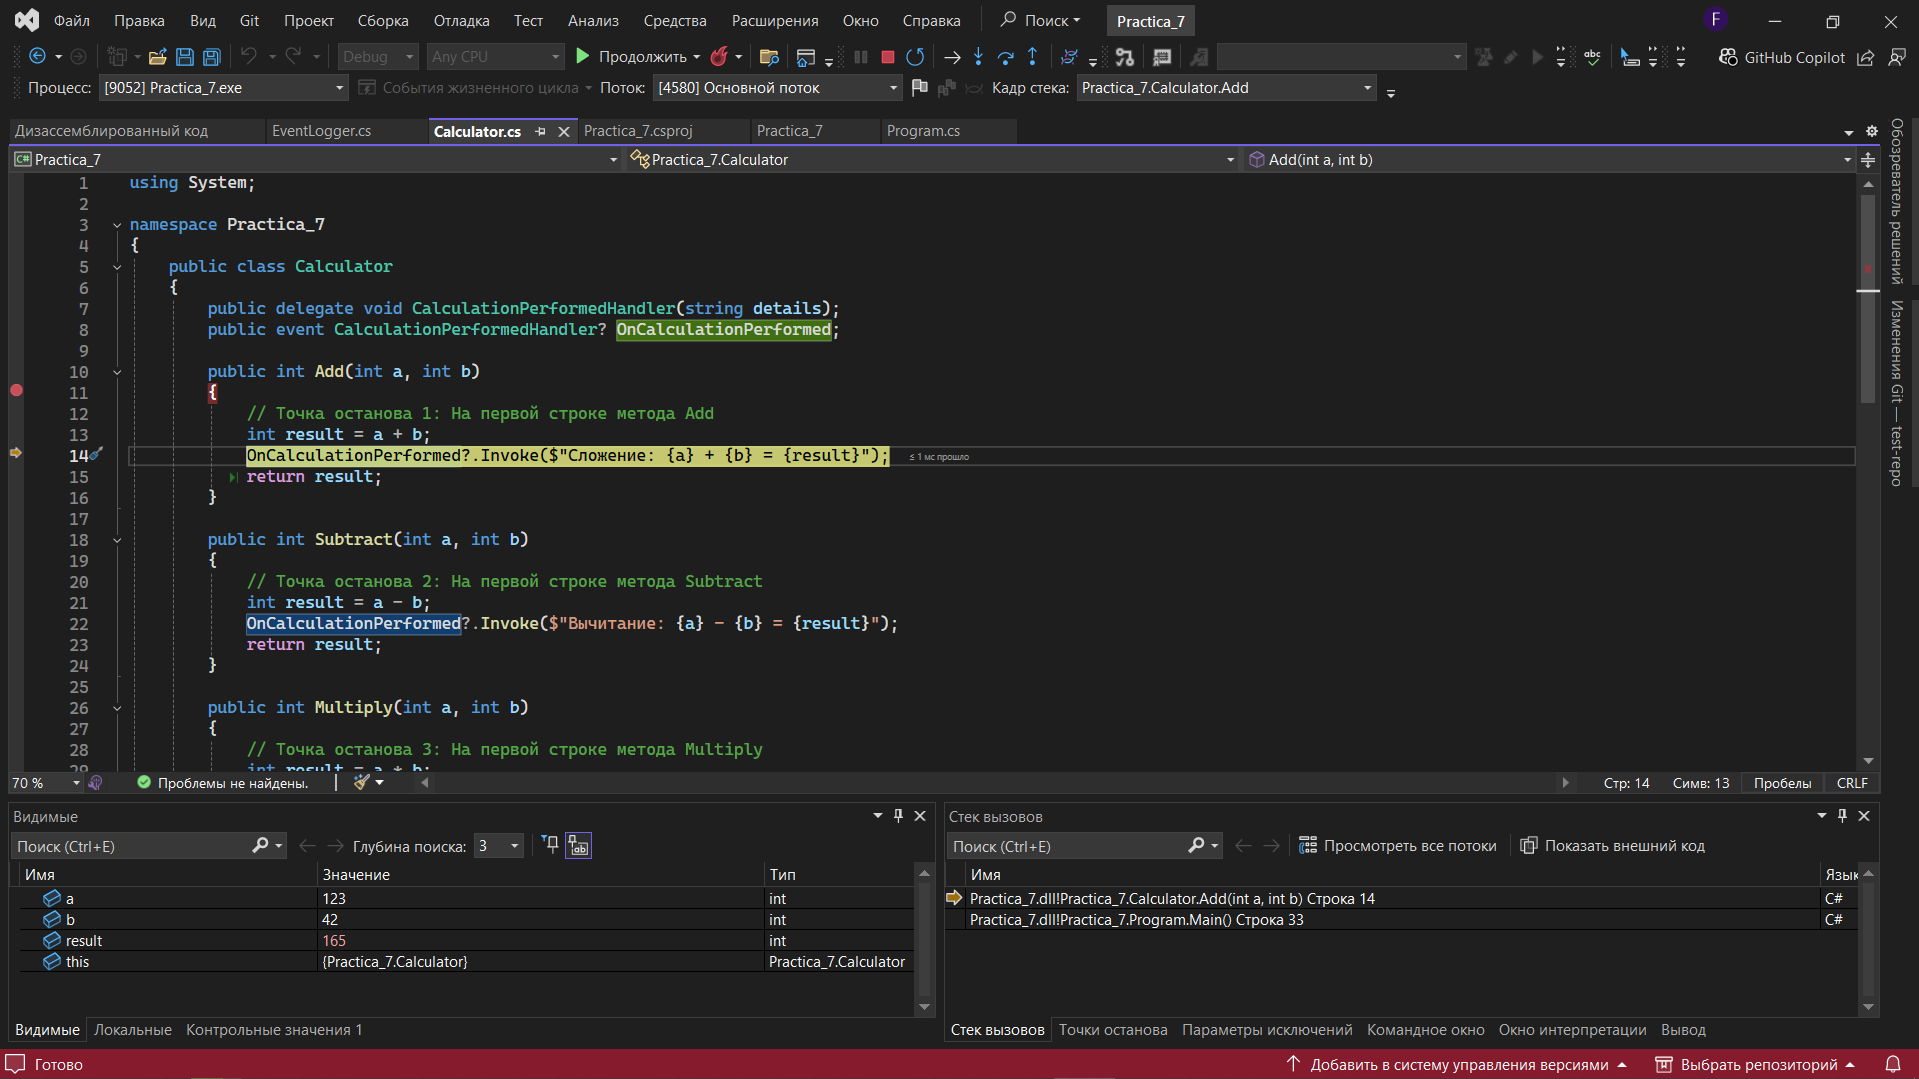 Файл Правка Вид Git Проект Сборка Отладка Тест Анализ Средства Расширения Окно Справка Поиск Practica_7 F
Debug Any CPU Продолжить abc GitHub Copilot
Процесс: [9052] Practica_7.exe События жизненного цикла Поток: [4580] Основной поток Кадр стека: Practica_7.Calculator.Add
Дизассемблированный код EventLogger.cs Calculator.cs Practica_7.csproj Practica_7 Program.cs
C# Practica_7 Practica_7.Calculator Add(int a, int b)
Обозреватель решений
Изменения Git — test-repo
1 using System;
2
3 namespace Practica_7
4 {
5 public class Calculator
6 {
7 public delegate void CalculationPerformedHandler(string details);
8 public event CalculationPerformedHandler? OnCalculationPerformed;
9
10 public int Add(int a, int b)
11 {
12 // Точка останова 1: На первой строке метода Add
13 int result = a + b;
14 OnCalculationPerformed?.Invoke($"Сложение: {a} + {b} = {result}"); ≤ 1 мс прошло
15 return result;
16 }
17
18 public int Subtract(int a, int b)
19 {
20 // Точка останова 2: На первой строке метода Subtract
21 int result = a - b;
22 OnCalculationPerformed?.Invoke($"Вычитание: {a} - {b} = {result}");
23 return result;
24 }
25
26 public int Multiply(int a, int b)
27 {
28 // Точка останова 3: На первой строке метода Multiply
29 int result = a * b;
70 % Проблемы не найдены. Стр: 14 Симв: 13 Пробелы CRLF
Видимые
Поиск (Ctrl+E) Глубина поиска: 3
Имя Значение Тип
a 123 int
b 42 int
result 165 int
this {Practica_7.Calculator} Practica_7.Calculator
Видимые Локальные Контрольные значения 1
Стек вызовов
Поиск (Ctrl+E) Просмотреть все потоки Показать внешний код
Имя Язык
Practica_7.dll!Practica_7.Calculator.Add(int a, int b) Строка 14 C#
Practica_7.dll!Practica_7.Program.Main() Строка 33 C#
Стек вызовов Точки останова Параметры исключений Командное окно Окно интерпретации Вывод
Готово Добавить в систему управления версиями Выбрать репозиторий